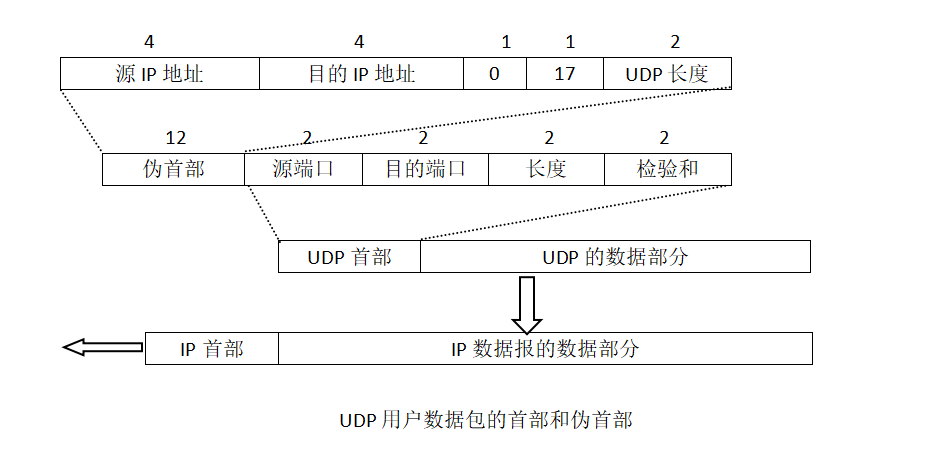 4 4 1 1 2
源 IP 地址 目的 IP 地址 0 17 UDP 长度
12 2 2 2 2
伪首部 源端口 目的端口 长度 检验和
UDP 首部 UDP 的数据部分
IP 首部 IP 数据报的数据部分
UDP 用户数据包的首部和伪首部